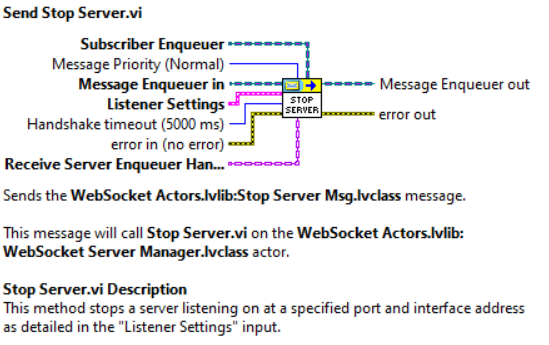 Send Stop Server.vi
Subscriber Enqueuer
Message Priority (Normal)
Message Enqueuer in
Message Enqueuer out
Listener Settings
STOP
SERVER
error out
Handshake timeout (5000 ms)
error in (no error)
Receive Server Enqueuer Han...
Sends the WebSocket Actors.lvlib:Stop Server Msg.lvclass message.
This message will call Stop Server.vi on the WebSocket Actors.lvlib:
WebSocket Server Manager.lvclass actor.
Stop Server.vi Description
This method stops a server listening on at a specified port and interface address
as detailed in the "Listener Settings" input.